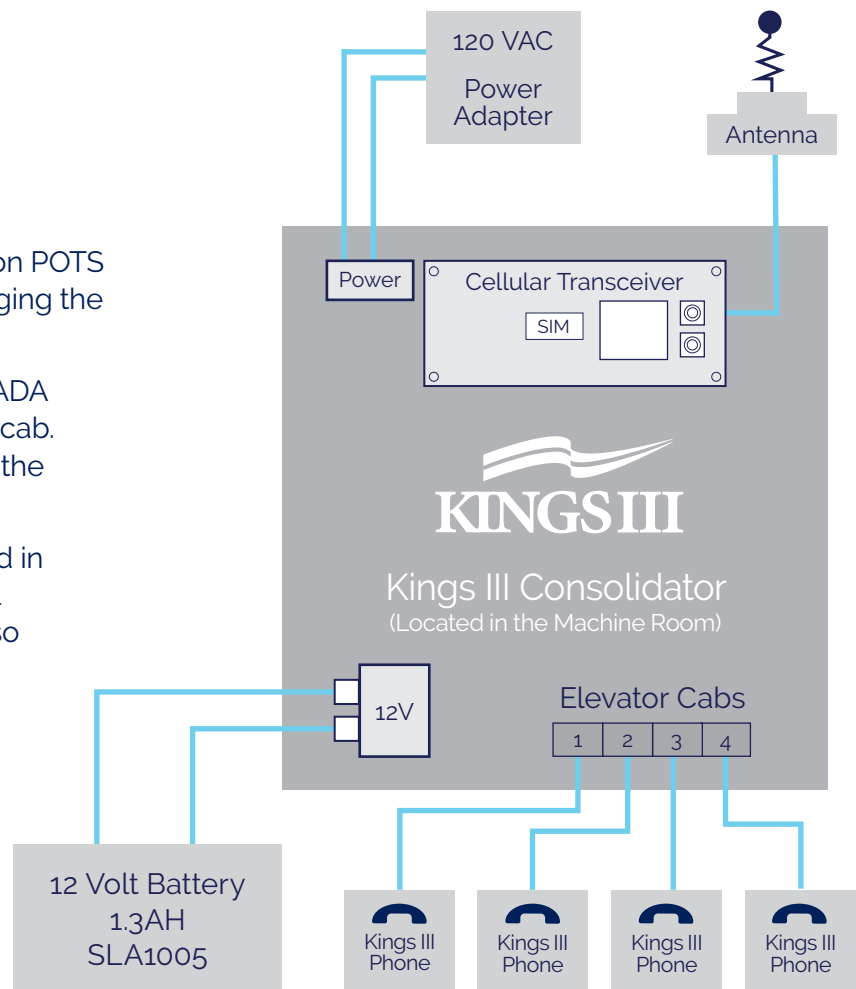 on POTS
ging the
ADA
cab.
the
d in
so
120 VAC
Power
Adapter
Antenna
Power
Cellular Transceiver
SIM
KINGS III
Kings III Consolidator
(Located in the Machine Room)
12V
Elevator Cabs
1 2 3 4
12 Volt Battery
1.3AH
SLA1005
Kings III
Phone
Kings III
Phone
Kings III
Phone
Kings III
Phone